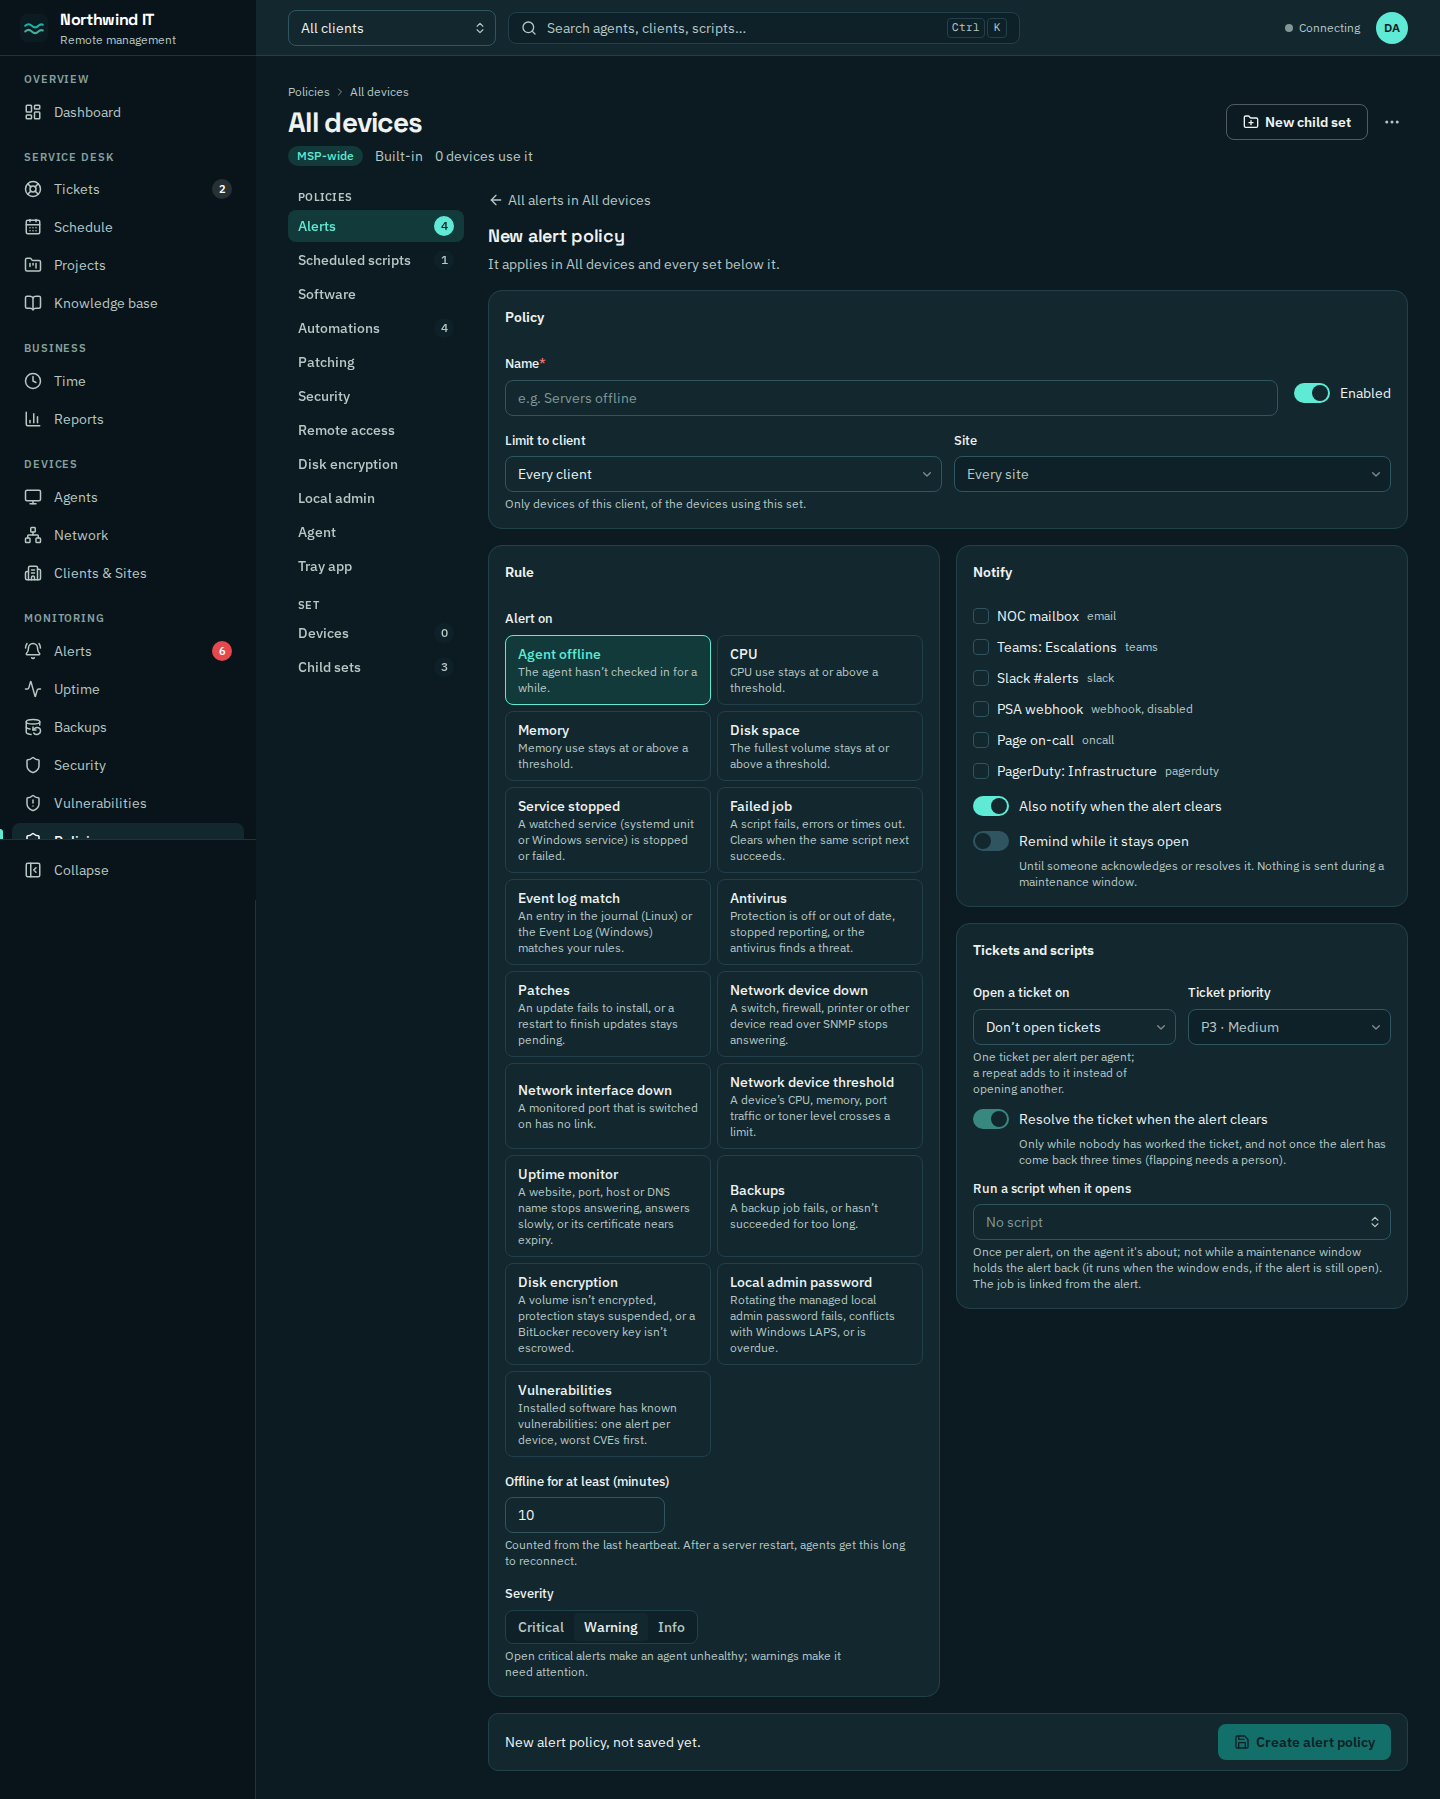 Northwind IT
Remote management
All clients
Search agents, clients, scripts...
Ctrl K
Connecting
DA
OVERVIEW
Dashboard
SERVICE DESK
Tickets 2
Schedule
Projects
Knowledge base
BUSINESS
Time
Reports
DEVICES
Agents
Network
Clients & Sites
MONITORING
Alerts 6
Uptime
Backups
Security
Vulnerabilities
Collapse
Policies > All devices
All devices
MSP-wide Built-in 0 devices use it
New child set
POLICIES
Alerts 4
Scheduled scripts 1
Software
Automations 4
Patching
Security
Remote access
Disk encryption
Local admin
Agent
Tray app
SET
Devices 0
Child sets 3
All alerts in All devices
New alert policy
It applies in All devices and every set below it.
Policy
Name*
e.g. Servers offline
Enabled
Limit to client
Every client
Only devices of this client, of the devices using this set.
Site
Every site
Rule
Alert on
Agent offline
The agent hasn't checked in for a
while.
CPU
CPU use stays at or above a
threshold.
Memory
Memory use stays at or above a
threshold.
Disk space
The fullest volume stays at or
above a threshold.
Service stopped
A watched service (systemd unit
or Windows service) is stopped
or failed.
Failed job
A script fails, errors or times out.
Clears when the same script next
succeeds.
Event log match
An entry in the journal (Linux) or
the Event Log (Windows)
matches your rules.
Antivirus
Protection is off or out of date,
stopped reporting, or the
antivirus finds a threat.
Patches
An update fails to install, or a
restart to finish updates stays
pending.
Network device down
A switch, firewall, printer or other
device read over SNMP stops
answering.
Network interface down
A monitored port that is switched
on has no link.
Network device threshold
A device's CPU, memory, port
traffic or toner level crosses a
limit.
Uptime monitor
A website, port, host or DNS
name stops answering, answers
slowly, or its certificate nears
expiry.
Backups
A backup job fails, or hasn't
succeeded for too long.
Disk encryption
A volume isn't encrypted,
protection stays suspended, or a
BitLocker recovery key isn't
escrowed.
Local admin password
Rotating the managed local
admin password fails, conflicts
with Windows LAPS, or is
overdue.
Vulnerabilities
Installed software has known
vulnerabilities: one alert per
device, worst CVEs first.
Offline for at least (minutes)
10
Counted from the last heartbeat. After a server restart, agents get this long
to reconnect.
Severity
Critical Warning Info
Open critical alerts make an agent unhealthy; warnings make it
need attention.
Notify
NOC mailbox email
Teams: Escalations teams
Slack #alerts slack
PSA webhook webhook, disabled
Page on-call oncall
PagerDuty: Infrastructure pagerduty
Also notify when the alert clears
Remind while it stays open
Until someone acknowledges or resolves it. Nothing is sent during a
maintenance window.
Tickets and scripts
Open a ticket on
Don't open tickets
One ticket per alert per agent;
a repeat adds to it instead of
opening another.
Ticket priority
P3 · Medium
Resolve the ticket when the alert clears
Only while nobody has worked the ticket, and not once the alert has
come back three times (flapping needs a person).
Run a script when it opens
No script
Once per alert, on the agent it's about; not while a maintenance window
holds the alert back (it runs when the window ends, if the alert is still open).
The job is linked from the alert.
New alert policy, not saved yet.
Create alert policy